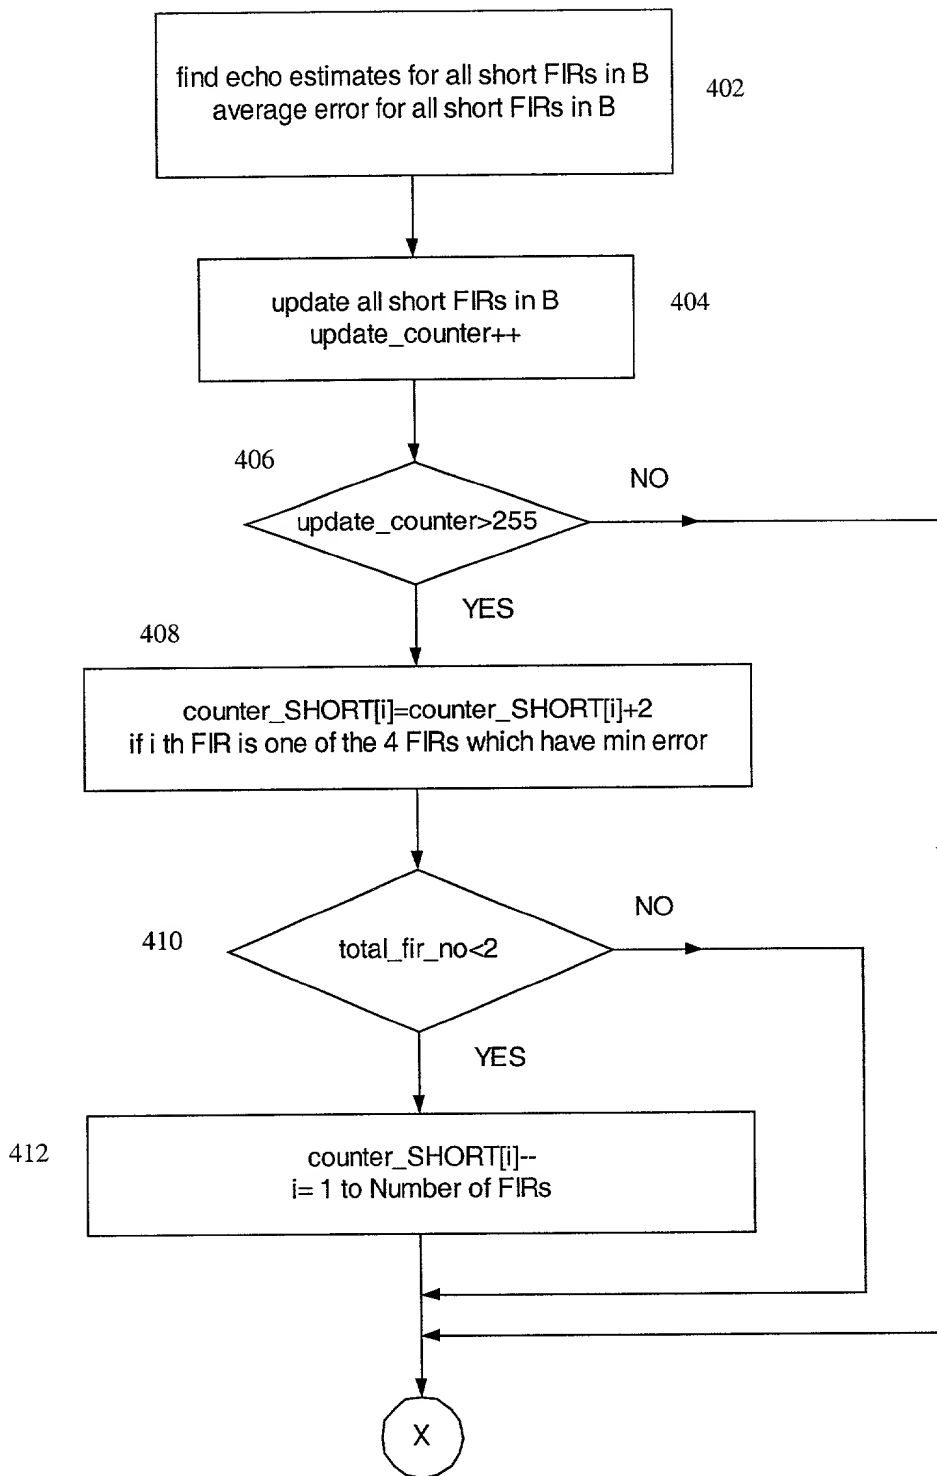 find echo estimates for all short FIRs in B
average error for all short FIRs in B
402
update all short FIRs in B
update_counter++
404
406
update_counter>255
NO
YES
408
counter_SHORT[i]=counter_SHORT[i]+2
if i th FIR is one of the 4 FIRs which have min error
410
total_fir_no<2
NO
YES
412
counter_SHORT[i]--
i= 1 to Number of FIRs
X